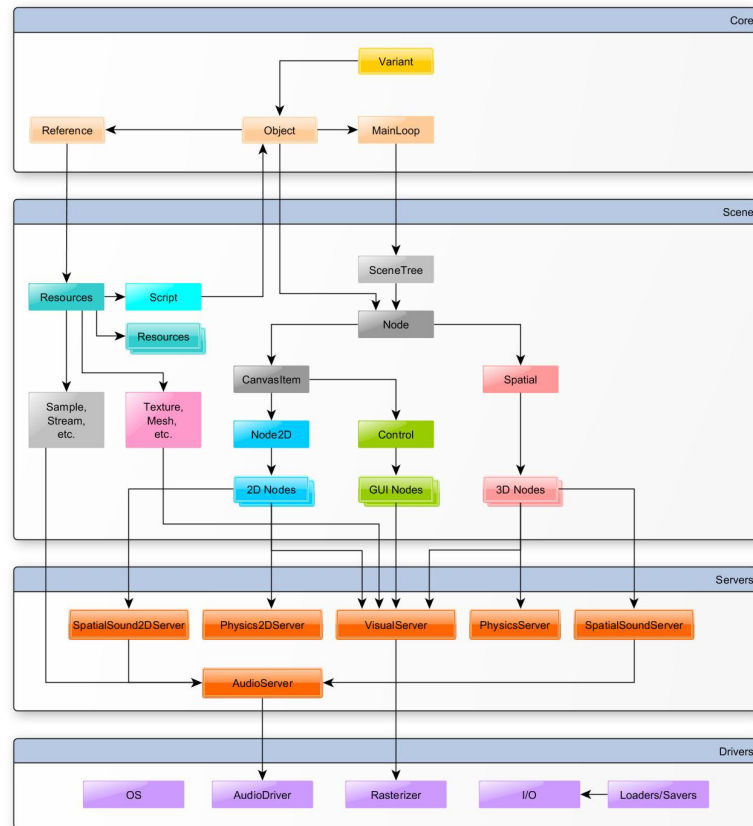 Core
Variant
Reference
Object
MainLoop
Scene
SceneTree
Resources
Script
Node
Resources
CanvasItem
Spatial
Sample,
Stream,
etc.
Texture,
Mesh,
etc.
Node2D
Control
2D Nodes
GUI Nodes
3D Nodes
Servers
SpatialSound2DServer
Physics2DServer
VisualServer
PhysicsServer
SpatialSoundServer
AudioServer
Drivers
OS
AudioDriver
Rasterizer
I/O
Loaders/Savers